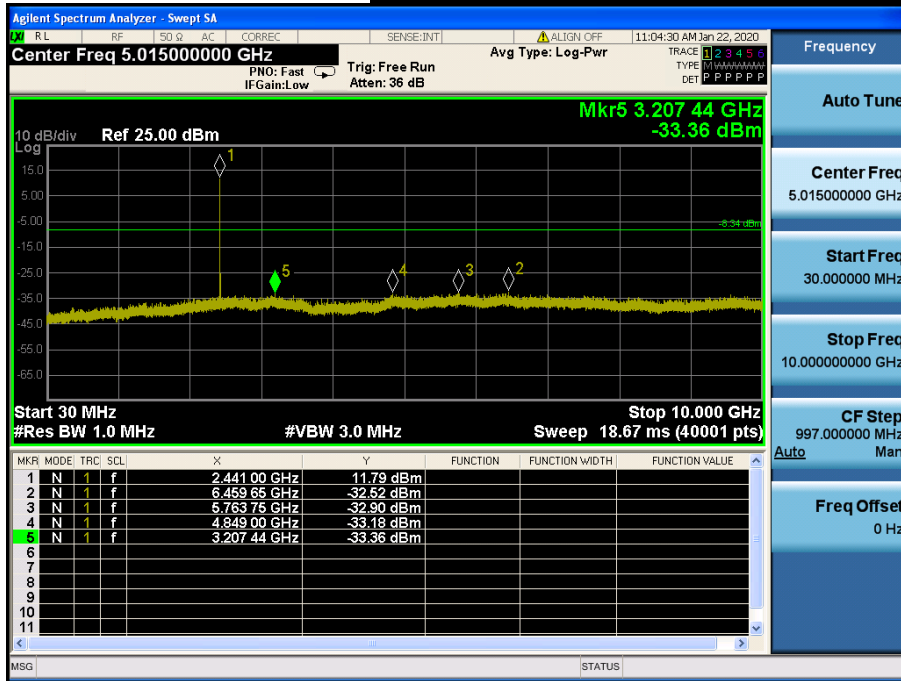 Agilent Spectrum Analyzer - Swept SA
LXI RL RF 50 Ω AC CORREC SENSE:INT ALIGN OFF 11:04:30 AM Jan 22, 2020
Center Freq 5.015000000 GHz
PNO: Fast
IFGain:Low
Trig: Free Run
Atten: 36 dB
Avg Type: Log-Pwr
TRACE 1 2 3 4 5 6
TYPE M WWWWW
DET P P P P P P
Mkr5 3.207 44 GHz
-33.36 dBm
10 dB/div Ref 25.00 dBm
Log
15.0
5.00
-5.00
-15.0
-25.0
-35.0
-45.0
-55.0
-65.0
-8.34 dBm
1
5
4
3
2
Start 30 MHz Stop 10.000 GHz
#Res BW 1.0 MHz #VBW 3.0 MHz Sweep 18.67 ms (40001 pts)
MKR MODE TRC SCL X Y FUNCTION FUNCTION WIDTH FUNCTION VALUE
1 N 1 f 2.441 00 GHz 11.79 dBm
2 N 1 f 6.459 65 GHz -32.52 dBm
3 N 1 f 5.763 75 GHz -32.90 dBm
4 N 1 f 4.849 00 GHz -33.18 dBm
5 N 1 f 3.207 44 GHz -33.36 dBm
6
7
8
9
10
11
MSG STATUS
Frequency
Auto Tune
Center Freq
5.015000000 GHz
Start Freq
30.000000 MHz
Stop Freq
10.000000000 GHz
CF Step
997.000000 MHz
Auto Man
Freq Offset
0 Hz